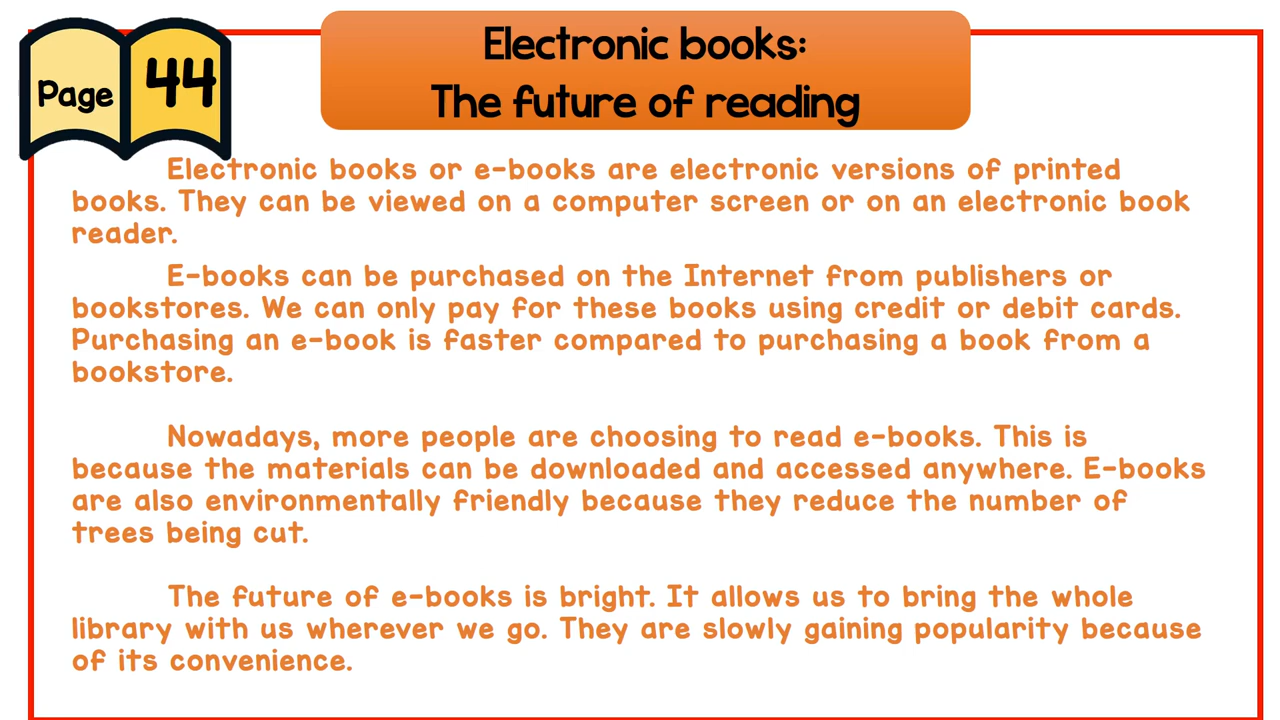 Page 44
Electronic books:
The future of reading
Electronic books or e-books are electronic versions of printed
books. They can be viewed on a computer screen or on an electronic book
reader.
E-books can be purchased on the Internet from publishers or
bookstores. We can only pay for these books using credit or debit cards.
Purchasing an e-book is faster compared to purchasing a book from a
bookstore.
Nowadays, more people are choosing to read e-books. This is
because the materials can be downloaded and accessed anywhere. E-books
are also environmentally friendly because they reduce the number of
trees being cut.
The future of e-books is bright. It allows us to bring the whole
library with us wherever we go. They are slowly gaining popularity because
of its convenience.